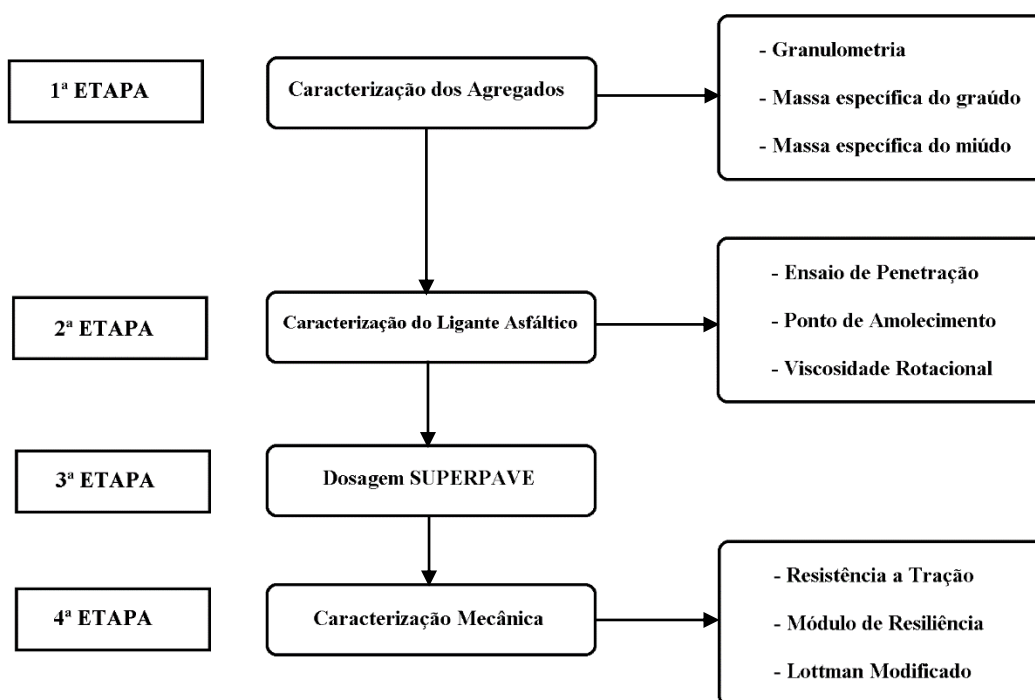 1ª ETAPA
Caracterização dos Agregados
- Granulometria
- Massa específica do graúdo
- Massa específica do miúdo
2ª ETAPA
Caracterização do Ligante Asfáltico
- Ensaio de Penetração
- Ponto de Amolecimento
- Viscosidade Rotacional
3ª ETAPA
Dosagem SUPERPAVE
4ª ETAPA
Caracterização Mecânica
- Resistência a Tração
- Módulo de Resiliência
- Lottman Modificado